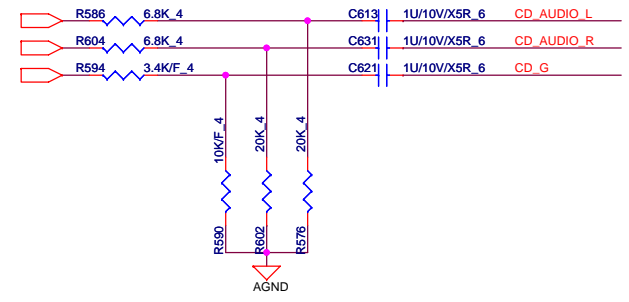 R586 6.8K_4 C613 1U/10V/X5R_6 CD_AUDIO_L
R604 6.8K_4 C631 1U/10V/X5R_6 CD_AUDIO_R
R594 3.4K/F_4 C621 1U/10V/X5R_6 CD_G
10K/F_4 20K_4 20K_4
R590 R602 R576
AGND